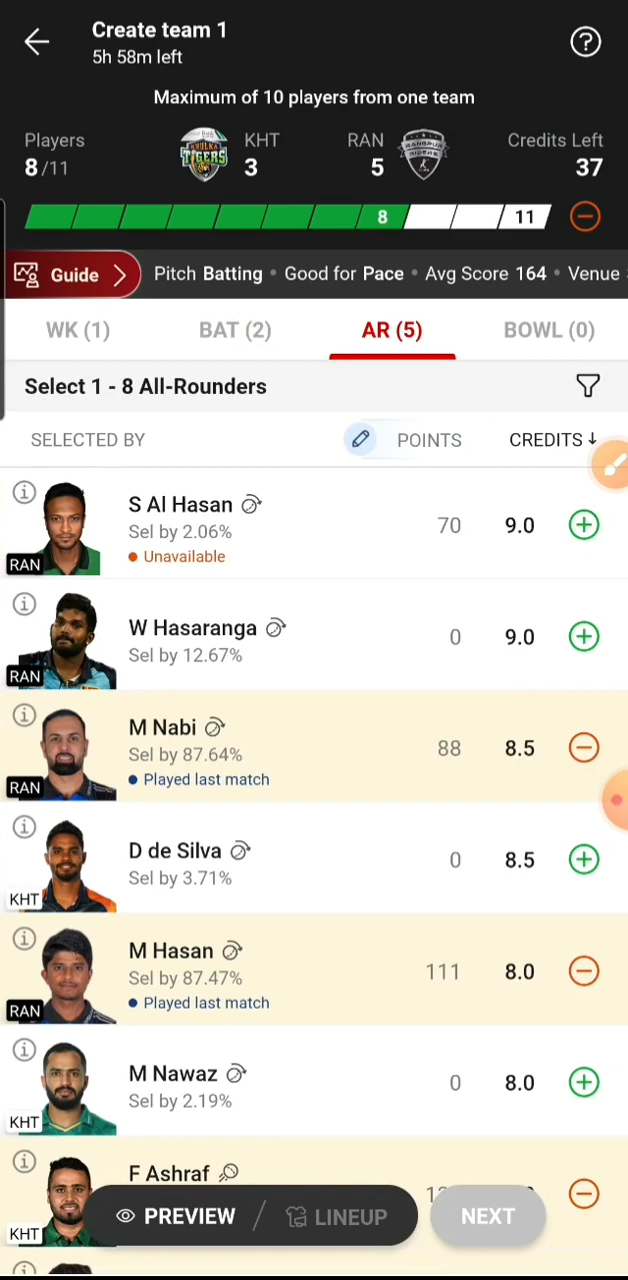 Create team 1
5h 58m left
Maximum of 10 players from one team
Players
8/11
KHT
3
RAN
5
Credits Left
37
TIGERS
8
11
Guide
Pitch Batting • Good for Pace • Avg Score 164 • Venue
WK (1)
BAT (2)
AR (5)
BOWL (0)
Select 1 - 8 All-Rounders
SELECTED BY
POINTS
CREDITS ↓
S Al Hasan
Sel by 2.06%
Unavailable
RAN
70
9.0
W Hasaranga
Sel by 12.67%
RAN
0
9.0
M Nabi
Sel by 87.64%
Played last match
RAN
88
8.5
D de Silva
Sel by 3.71%
KHT
0
8.5
M Hasan
Sel by 87.47%
Played last match
RAN
111
8.0
M Nawaz
Sel by 2.19%
KHT
0
8.0
F Ashraf
KHT
PREVIEW
LINEUP
NEXT